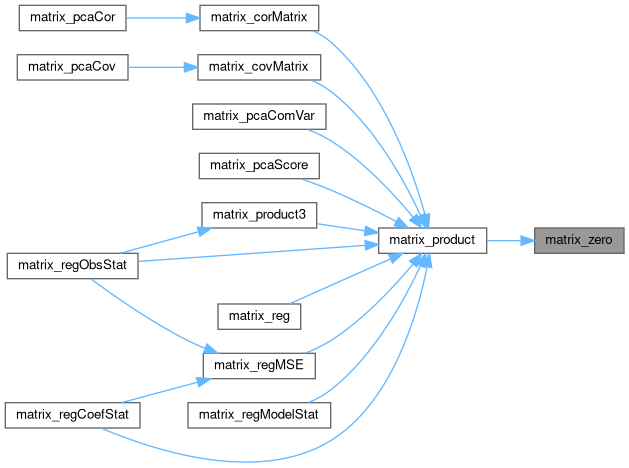 matrix_pcaCor
matrix_corMatrix
matrix_pcaCov
matrix_covMatrix
matrix_pcaComVar
matrix_pcaScore
matrix_product3
matrix_product
matrix_zero
matrix_regObsStat
matrix_reg
matrix_regMSE
matrix_regCoefStat
matrix_regModelStat